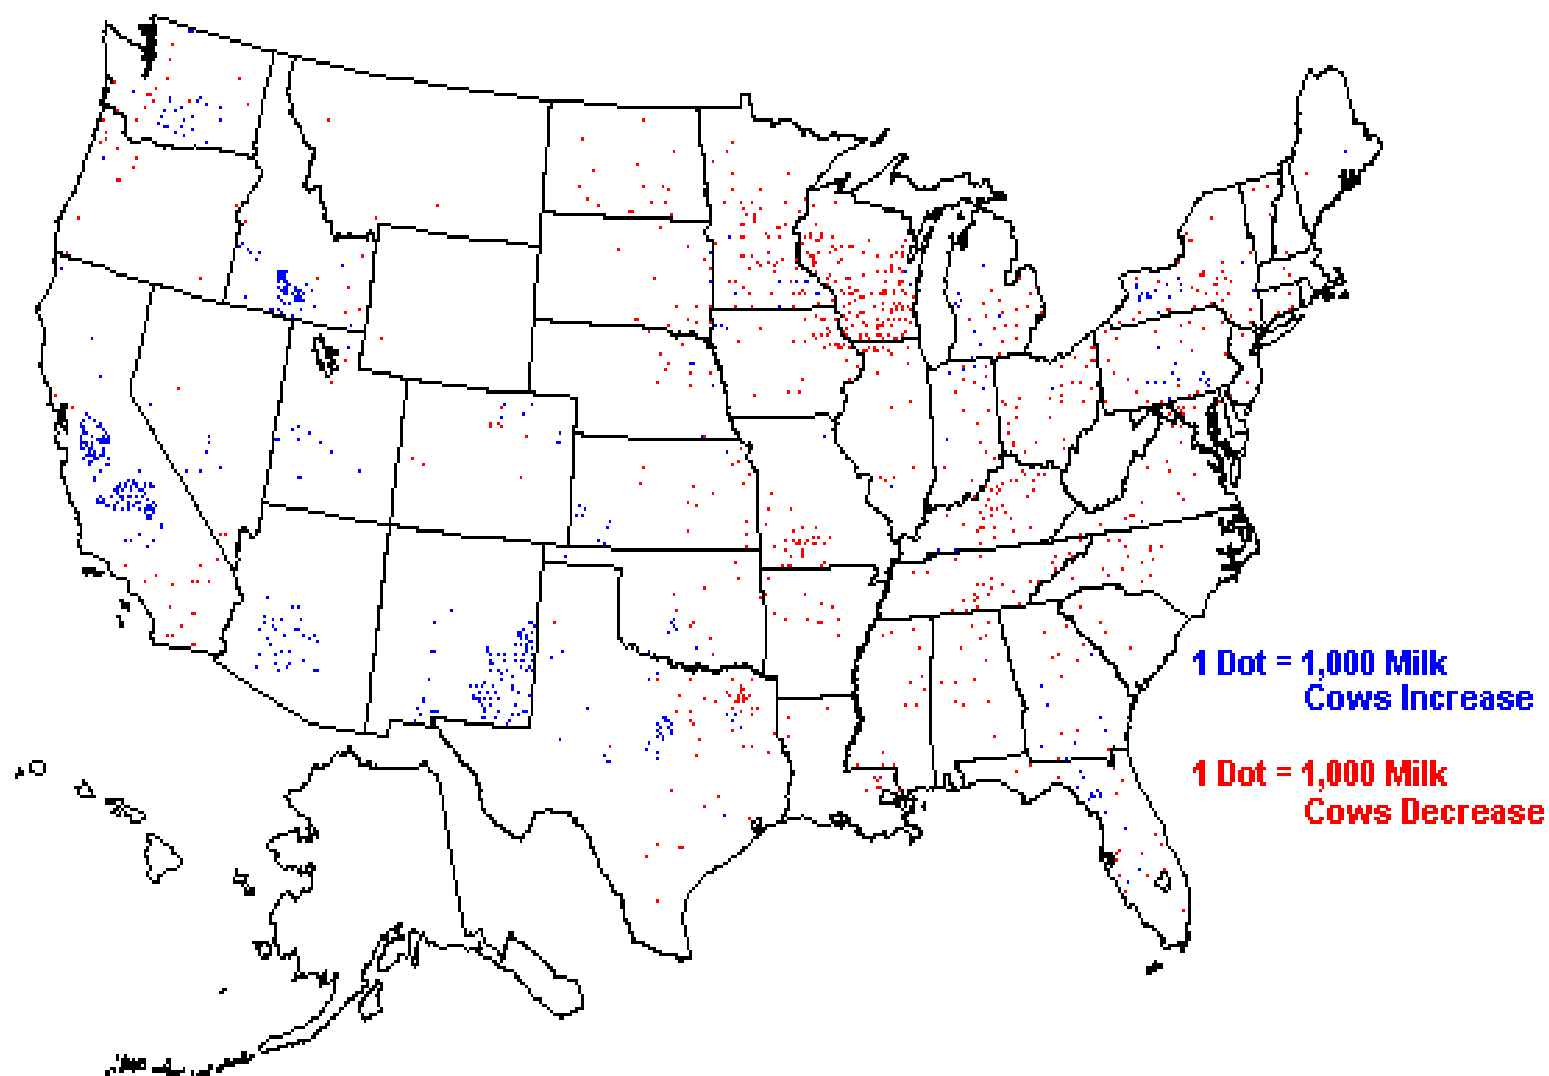 1 Dot = 1,000 Milk
Cows Increase
1 Dot = 1,000 Milk
Cows Decrease